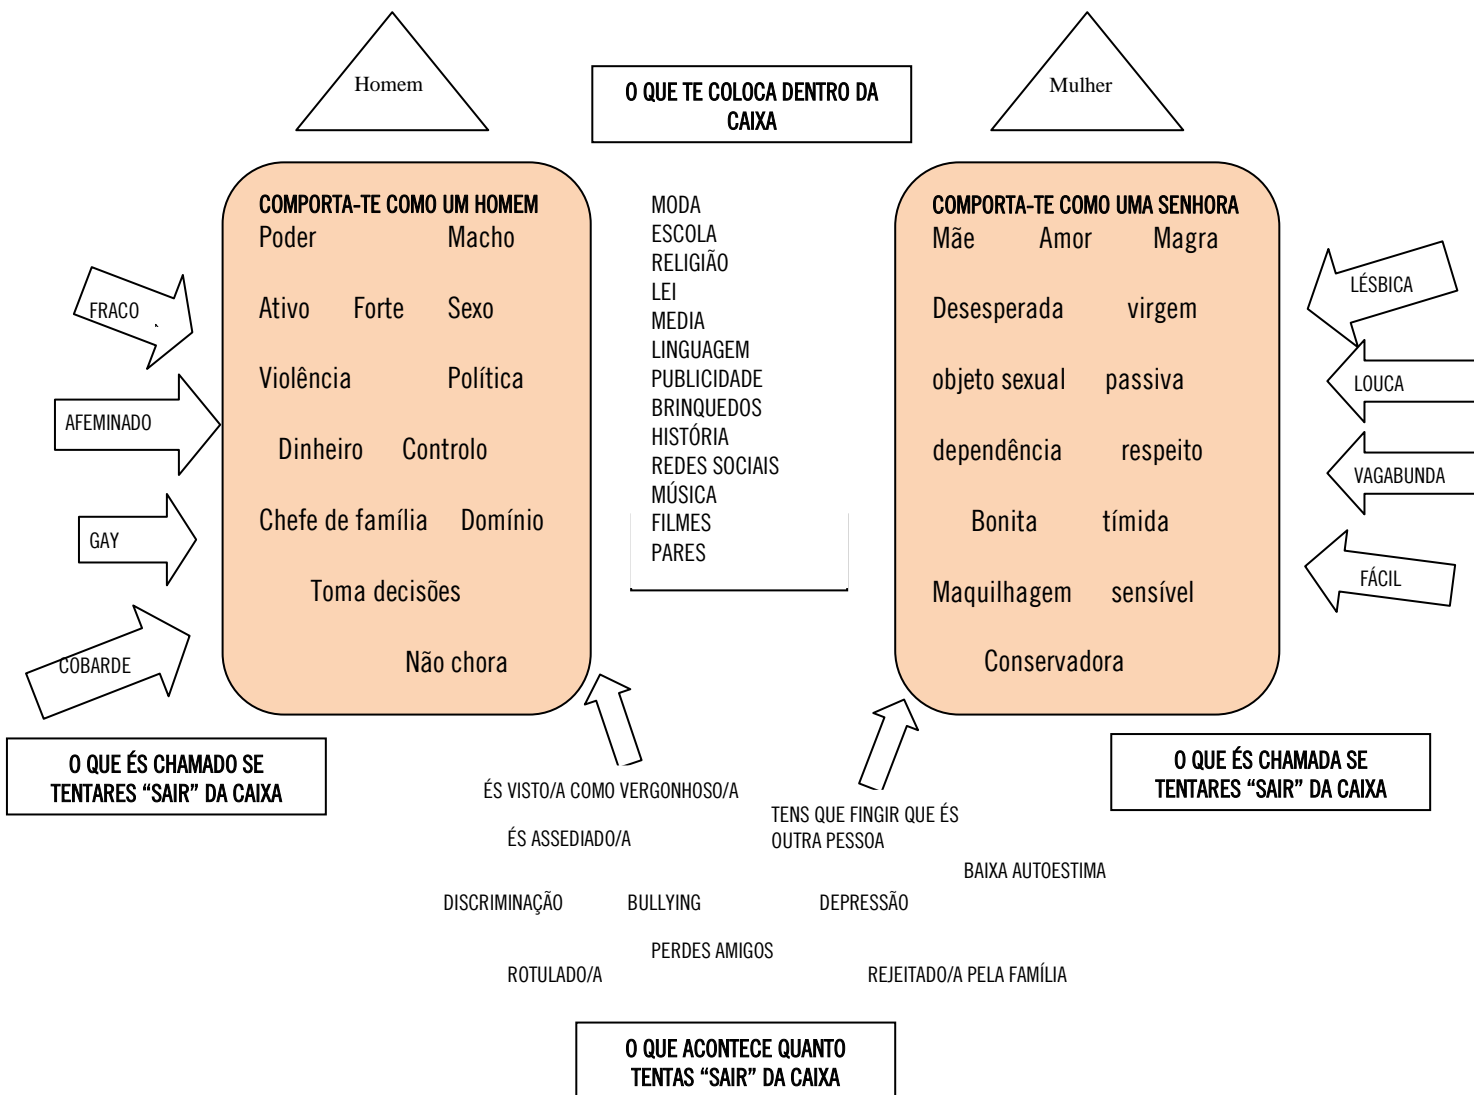 Homem
O QUE TE COLOCA DENTRO DA
CAIXA
Mulher
COMPORTA-TE COMO UM HOMEM
Poder Macho
Ativo Forte Sexo
Violência Política
Dinheiro Controlo
Chefe de família Domínio
Toma decisões
Não chora
MODA
ESCOLA
RELIGIÃO
LEI
MEDIA
LINGUAGEM
PUBLICIDADE
BRINQUEDOS
HISTÓRIA
REDES SOCIAIS
MÚSICA
FILMES
PARES
COMPORTA-TE COMO UMA SENHORA
Mãe Amor Magra
Desesperada virgem
objeto sexual passiva
dependência respeito
Bonita tímida
Maquilhagem sensível
Conservadora
FRACO
AFEMINADO
GAY
COBARDE
LÉSBICA
LOUCA
VAGABUNDA
FÁCIL
O QUE ÉS CHAMADO SE
TENTARES “SAIR” DA CAIXA
O QUE ÉS CHAMADA SE
TENTARES “SAIR” DA CAIXA
ÉS VISTO/A COMO VERGONHOSO/A
TENS QUE FINGIR QUE ÉS
OUTRA PESSOA
ÉS ASSEDIADO/A
BAIXA AUTOESTIMA
DISCRIMINAÇÃO BULLYING DEPRESSÃO
PERDES AMIGOS
ROTULADO/A REJEITADO/A PELA FAMÍLIA
O QUE ACONTECE QUANTO
TENTAS “SAIR” DA CAIXA